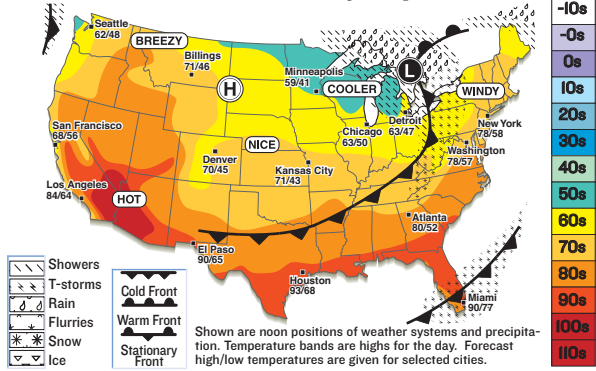 -10s
-0s
0s
10s
20s
30s
40s
50s
60s
70s
80s
90s
100s
110s
Seattle
62/48
BREEZY
Billings
71/46
H
Minneapolis
59/41
COOLER
L
WINDY
San Francisco
68/56
Chicago
63/50
Detroit
63/47
New York
78/58
NICE
Denver
70/45
Kansas City
71/43
Washington
78/57
Los Angeles
84/64
HOT
Atlanta
80/52
El Paso
90/65
Houston
93/68
Miami
90/77
Showers
T-storms
Rain
Flurries
Snow
Ice
Cold Front
Warm Front
Stationary
Front
Shown are noon positions of weather systems and precipita-
tion. Temperature bands are highs for the day. Forecast
high/low temperatures are given for selected cities.